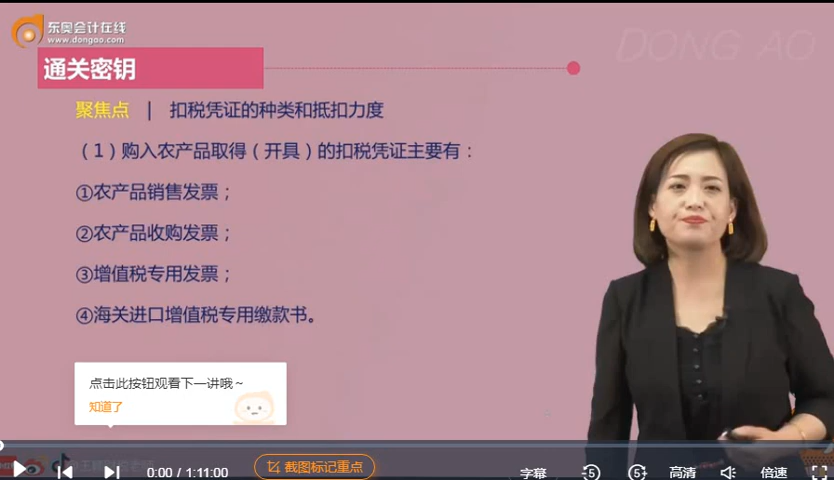 东奥会计在线
www.dongao.com
DONG AO
通关密钥
聚焦点 | 扣税凭证的种类和抵扣力度
（1）购入农产品取得（开具）的扣税凭证主要有：
①农产品销售发票；
②农产品收购发票；
③增值税专用发票；
④海关进口增值税专用缴款书。
点击此按钮观看下一讲哦～
知道了
0:00 / 1:11:00
截图标记重点
字幕
5
5
高清
倍速